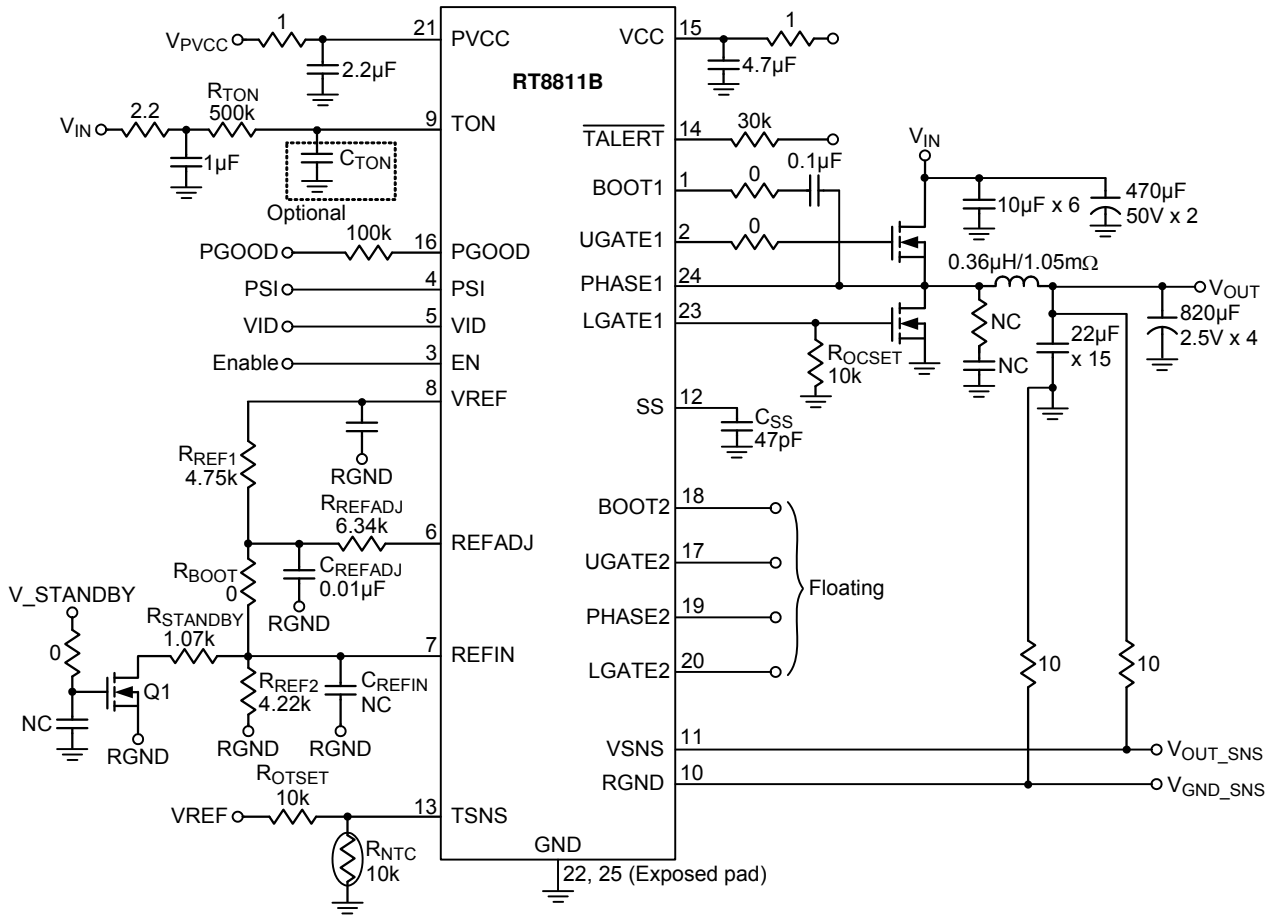 RT8811B
V_PVCC
1
21
PVCC
2.2µF
V_IN
2.2
R_TON
500k
9
TON
1µF
C_TON
Optional
PGOOD
100k
16
PGOOD
PSI
4
PSI
VID
5
VID
Enable
3
EN
8
VREF
RGND
R_REF1
4.75k
R_REFADJ
6.34k
6
REFADJ
R_BOOT
0
C_REFADJ
0.01µF
RGND
V_STANDBY
0
R_STANDBY
1.07k
7
REFIN
Q1
NC
RGND
R_REF2
4.22k
RGND
C_REFIN
NC
RGND
R_OTSET
10k
VREF
13
TSNS
R_NTC
10k
GND
22, 25 (Exposed pad)
VCC
15
1
4.7µF
TALERT
14
30k
BOOT1
1
0
0.1µF
UGATE1
2
0
PHASE1
24
LGATE1
23
R_OCSET
10k
V_IN
10µF x 6
470µF
50V x 2
0.36µH/1.05mΩ
NC
NC
V_OUT
820µF
2.5V x 4
22µF
x 15
SS
12
C_SS
47pF
BOOT2
18
UGATE2
17
PHASE2
19
LGATE2
20
Floating
10
10
VSNS
11
V_OUT_SNS
RGND
10
V_GND_SNS